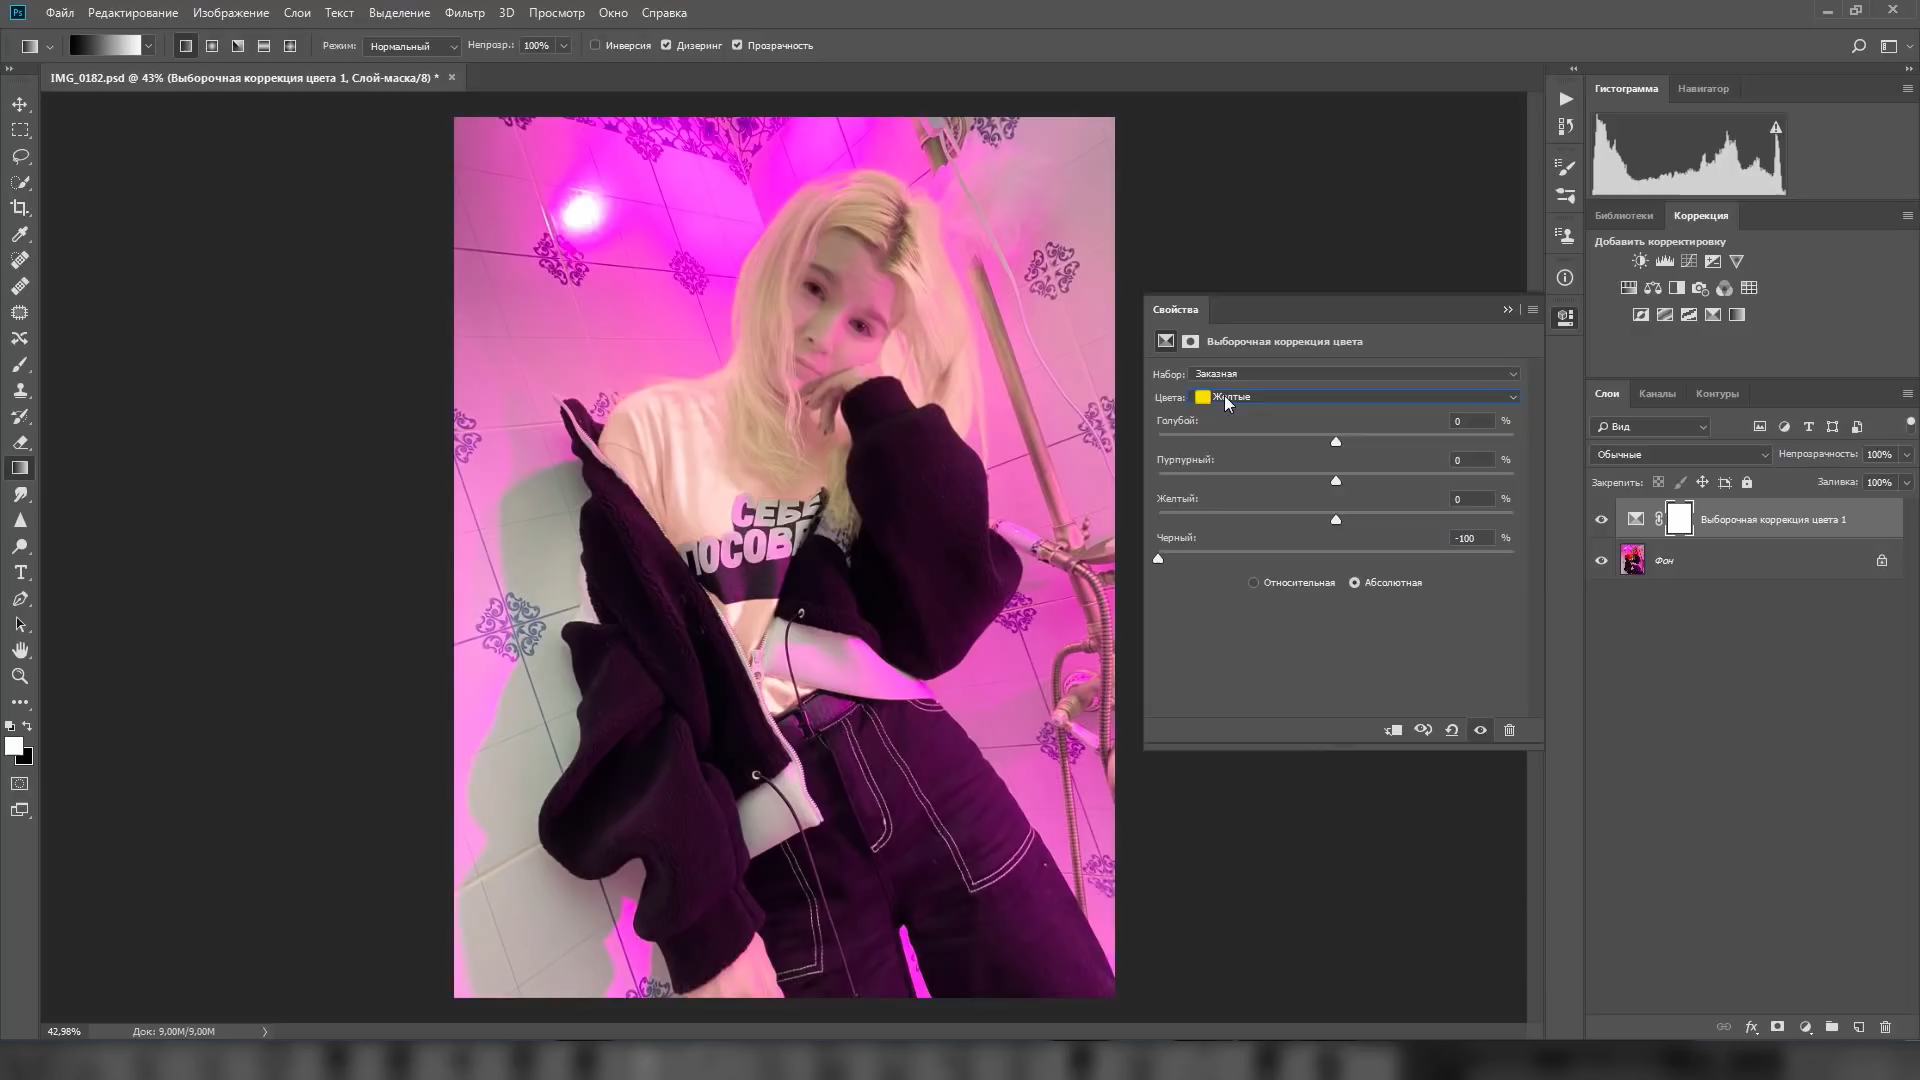 Ps Файл Редактирование Изображение Слои Текст Выделение Фильтр 3D Просмотр Окно Справка
Режим: Нормальный Непрозр.: 100% Инверсия Дизеринг Прозрачность
IMG_0182.psd @ 43% (Выборочная коррекция цвета 1, Слой-маска/8) *
Гистограмма Навигатор
Библиотеки Коррекция
Добавить корректировку
Свойства
Выборочная коррекция цвета
Набор: Заказная
Цвета: Желтые
Голубой: 0 %
Пурпурный: 0 %
Желтый: 0 %
Черный: -100 %
Относительная Абсолютная
Слои Каналы Контуры
Вид
Обычные Непрозрачность: 100%
Закрепить: Заливка: 100%
Выборочная коррекция цвета 1
Фон
СЕБЕ
ПОСОБИ
42,98% Док: 9,00M/9,00M
fx